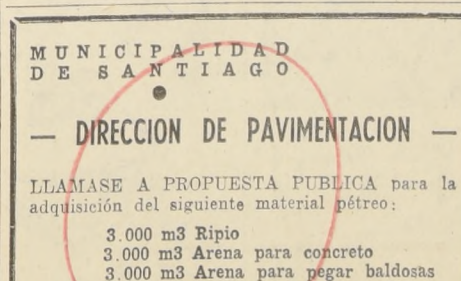 MUNICIPALIDAD
DE SANTIAGO
— DIRECCION DE PAVIMENTACION —
LLAMASE A PROPUESTA PUBLICA para la
adquisición del siguiente material pétreo:
3.000 m3 Ripio
3.000 m3 Arena para concreto
3.000 m3 Arena para pegar baldosas